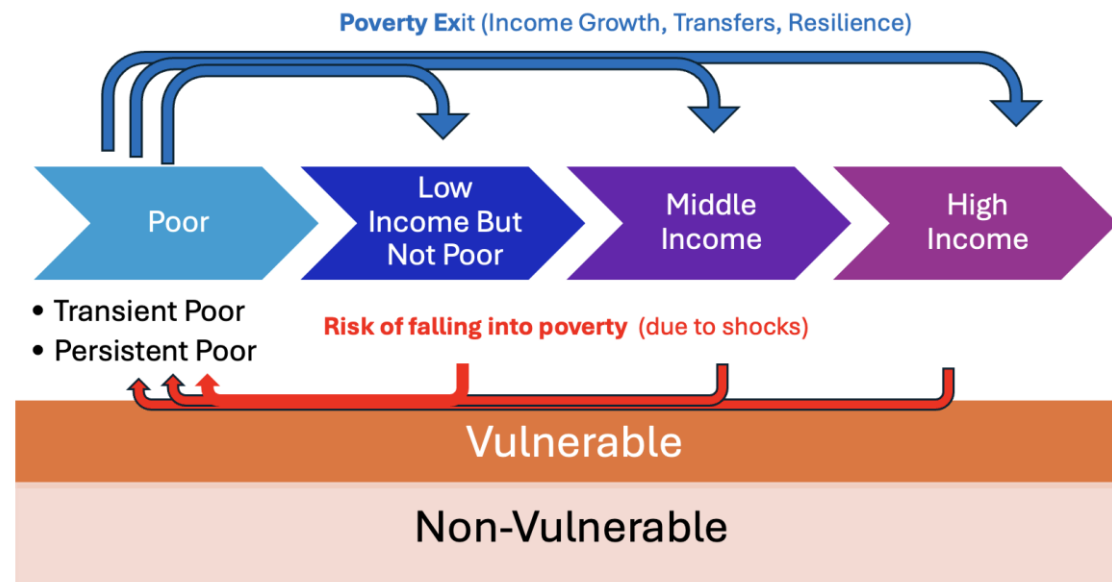 Poverty Exit (Income Growth, Transfers, Resilience)
Poor
Low
Income But
Not Poor
Middle
Income
High
Income
• Transient Poor
• Persistent Poor
Risk of falling into poverty (due to shocks)
Vulnerable
Non-Vulnerable